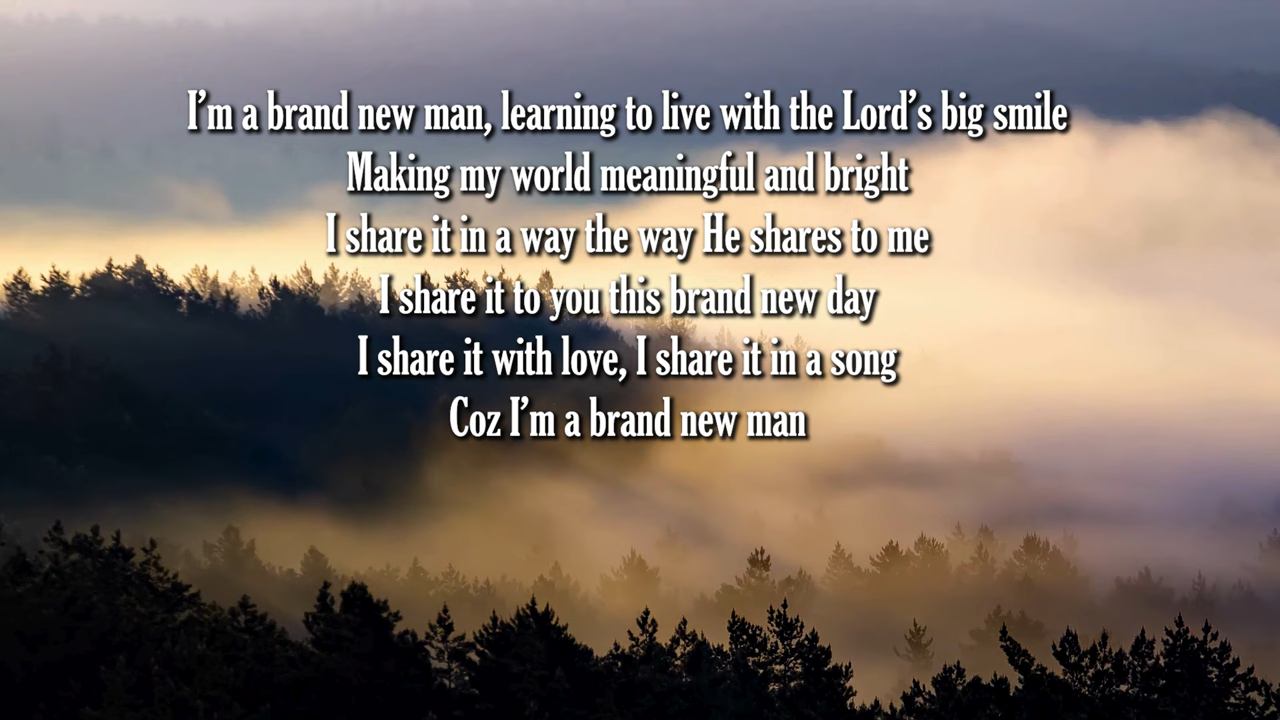 I'm a brand new man, learning to live with the Lord's big smile
Making my world meaningful and bright
I share it in a way the way He shares to me
I share it to you this brand new day
I share it with love, I share it in a song
Coz I'm a brand new man